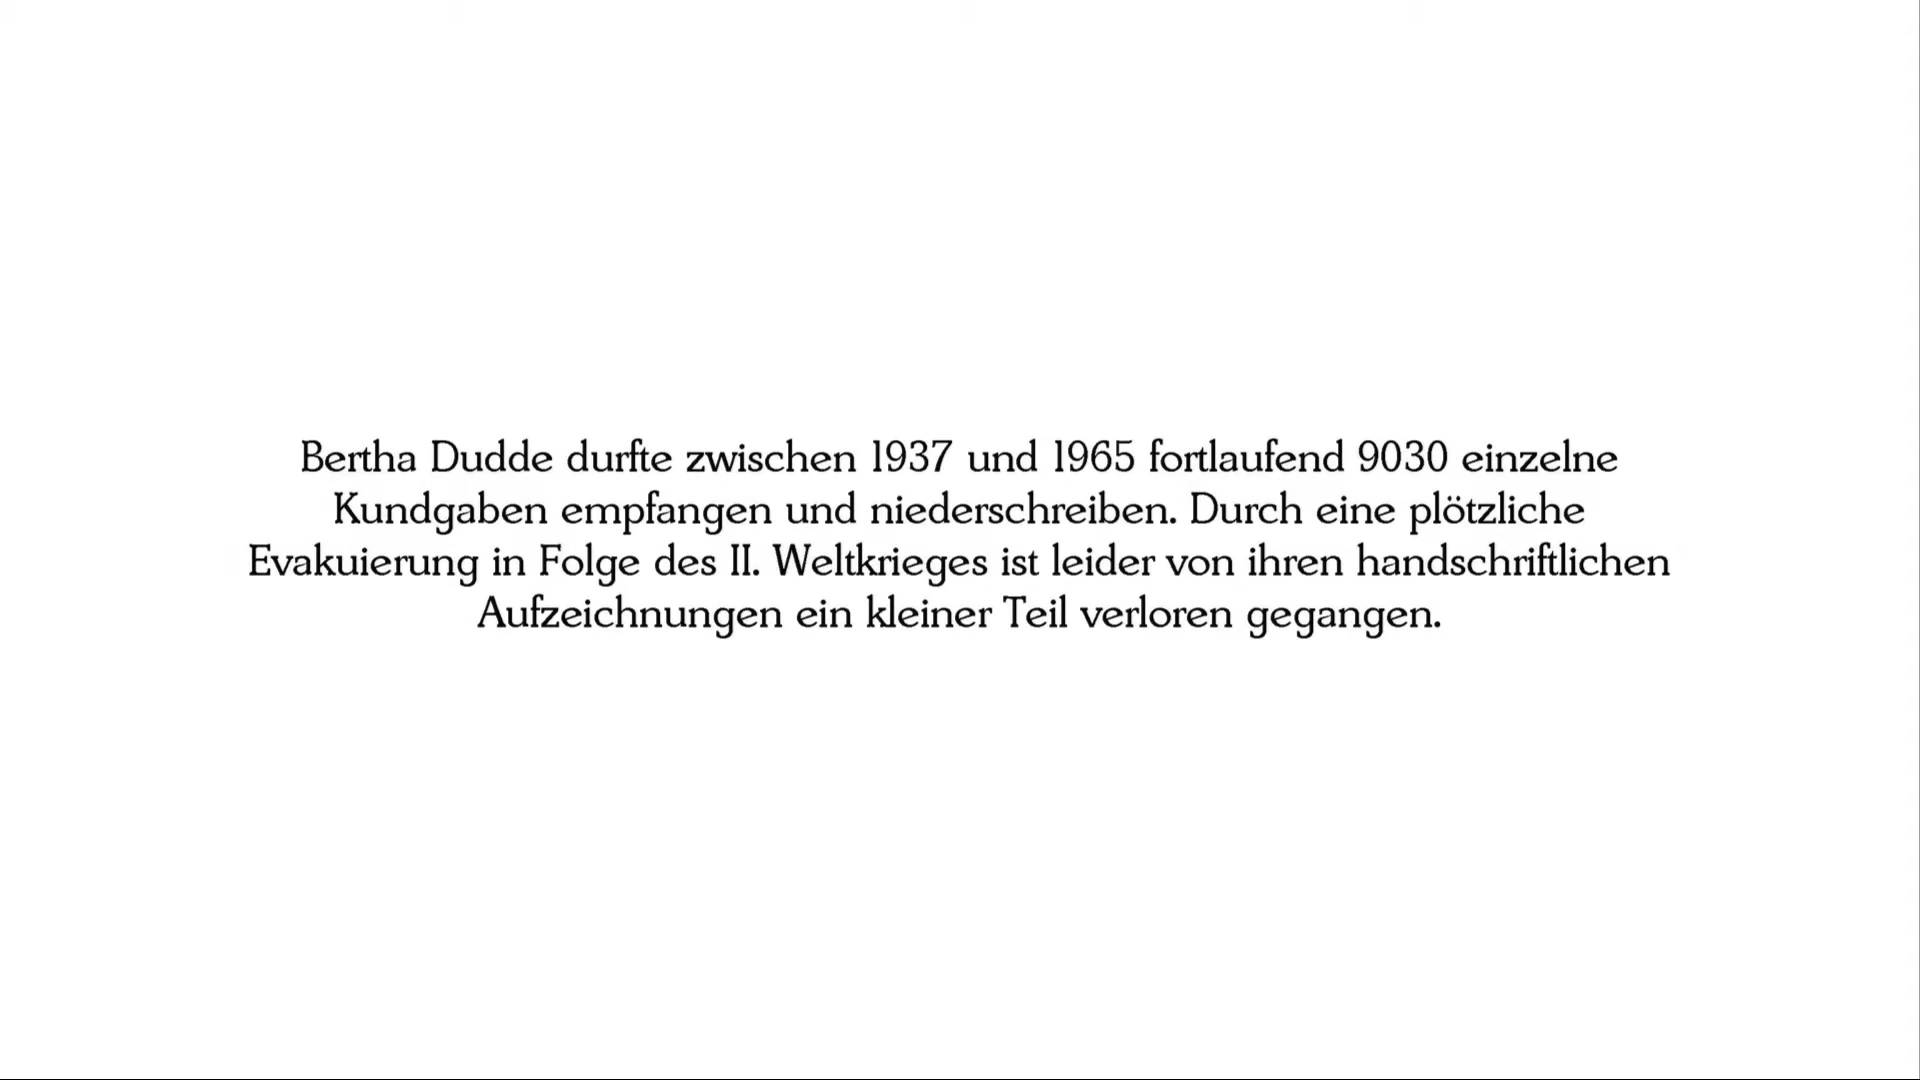 Bertha Dudde durfte zwischen 1937 und 1965 fortlaufend 9030 einzelne
Kundgaben empfangen und niederschreiben. Durch eine plötzliche
Evakuierung in Folge des II. Weltkrieges ist leider von ihren handschriftlichen
Aufzeichnungen ein kleiner Teil verloren gegangen.